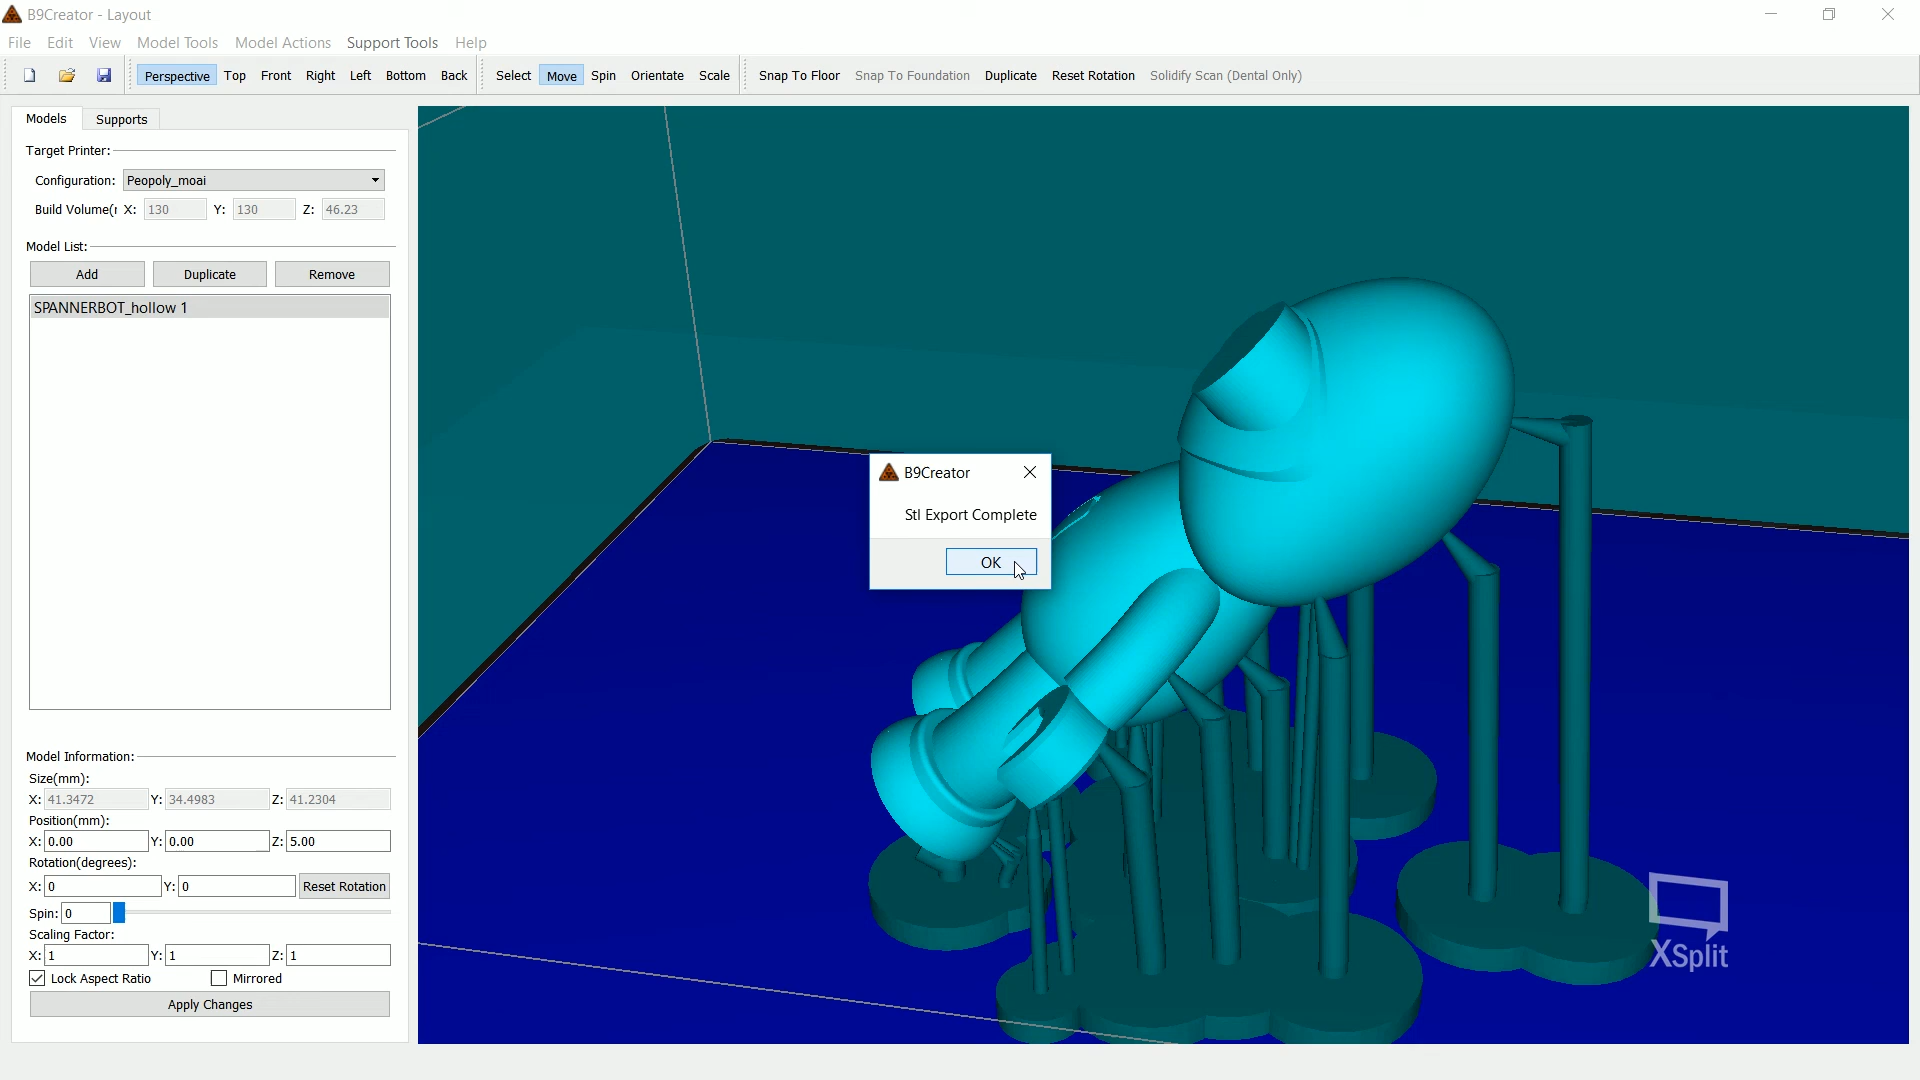 B9Creator - Layout
File Edit View Model Tools Model Actions Support Tools Help
Perspective Top Front Right Left Bottom Back Select Move Spin Orientate Scale Snap To Floor Snap To Foundation Duplicate Reset Rotation Solidify Scan (Dental Only)
Models Supports
Target Printer:
Configuration: Peopoly_moai
Build Volume(r X: 130 Y: 130 Z: 46.23
Model List:
Add Duplicate Remove
SPANNERBOT_hollow 1
B9Creator
Stl Export Complete
OK
Model Information:
Size(mm):
X: 41.3472 Y: 34.4983 Z: 41.2304
Position(mm):
X: 0.00 Y: 0.00 Z: 5.00
Rotation(degrees):
X: 0 Y: 0 Reset Rotation
Spin: 0
Scaling Factor:
X: 1 Y: 1 Z: 1
Lock Aspect Ratio Mirrored
Apply Changes
XSplit